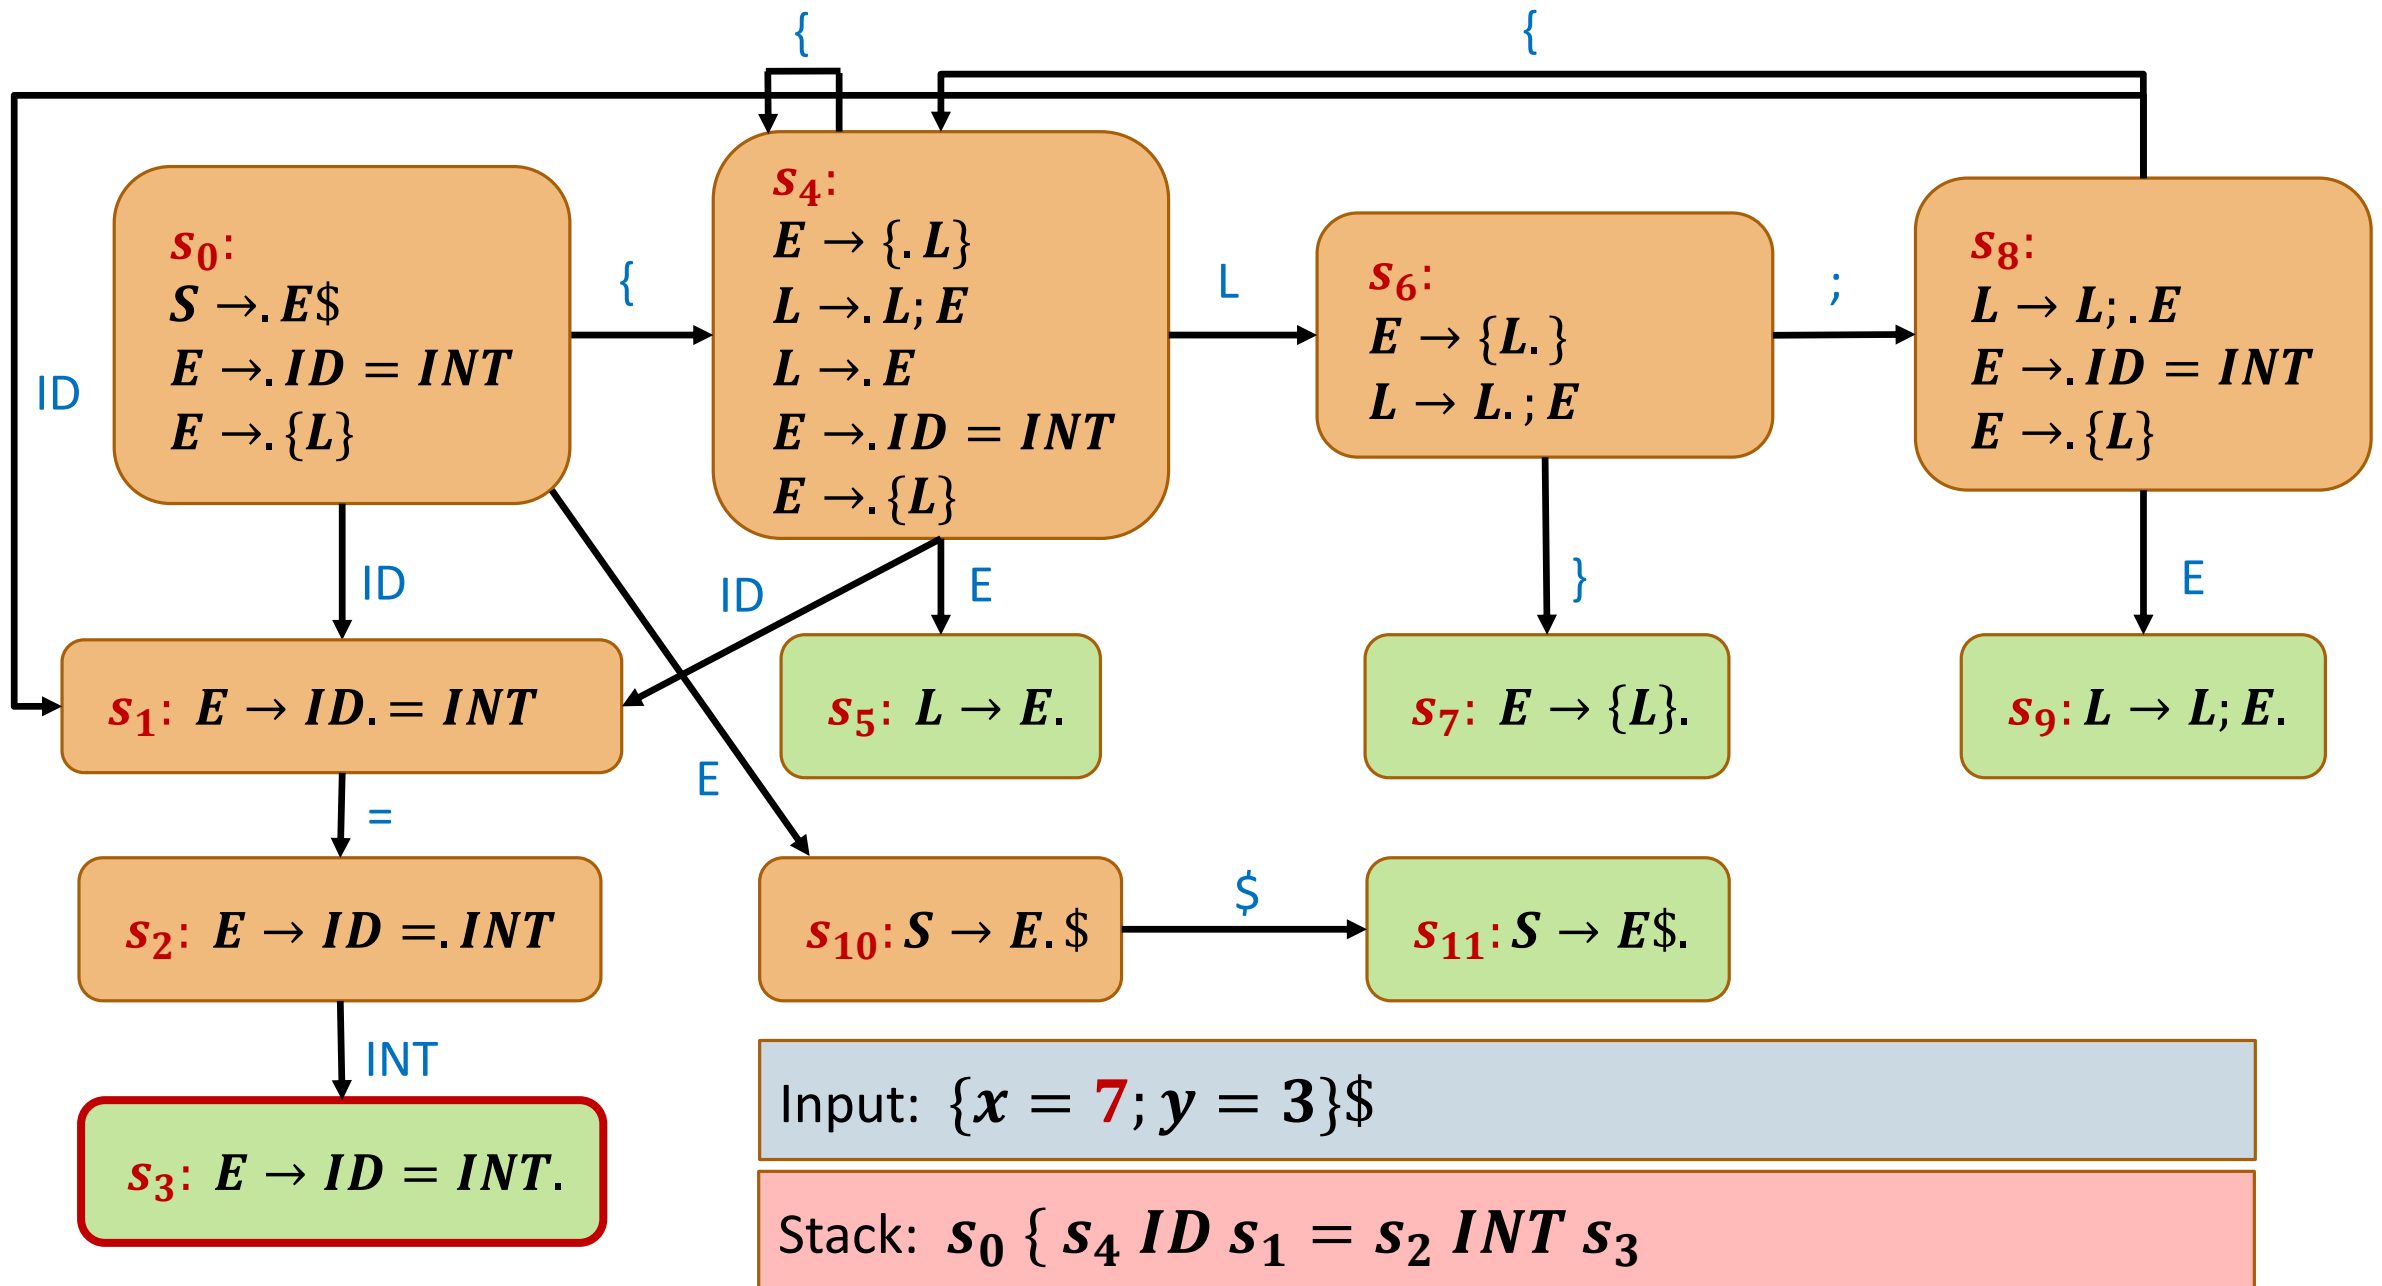 {
{
s₀:
S →. E$
E →. ID = INT
E →. {L}
{
s₄:
E → {. L}
L →. L; E
L →. E
E →. ID = INT
E →. {L}
L
s₆:
E → {L. }
L → L. ; E
;
s₈:
L → L; . E
E →. ID = INT
E →. {L}
ID
ID
ID
E
}
E
s₁: E → ID. = INT
s₅: L → E.
s₇: E → {L}.
s₉: L → L; E.
E
=
s₂: E → ID =. INT
s₁₀: S → E. $
$
s₁₁: S → E$.
INT
s₃: E → ID = INT.
Input: {x = 7; y = 3}$
Stack: s₀ { s₄ ID s₁ = s₂ INT s₃